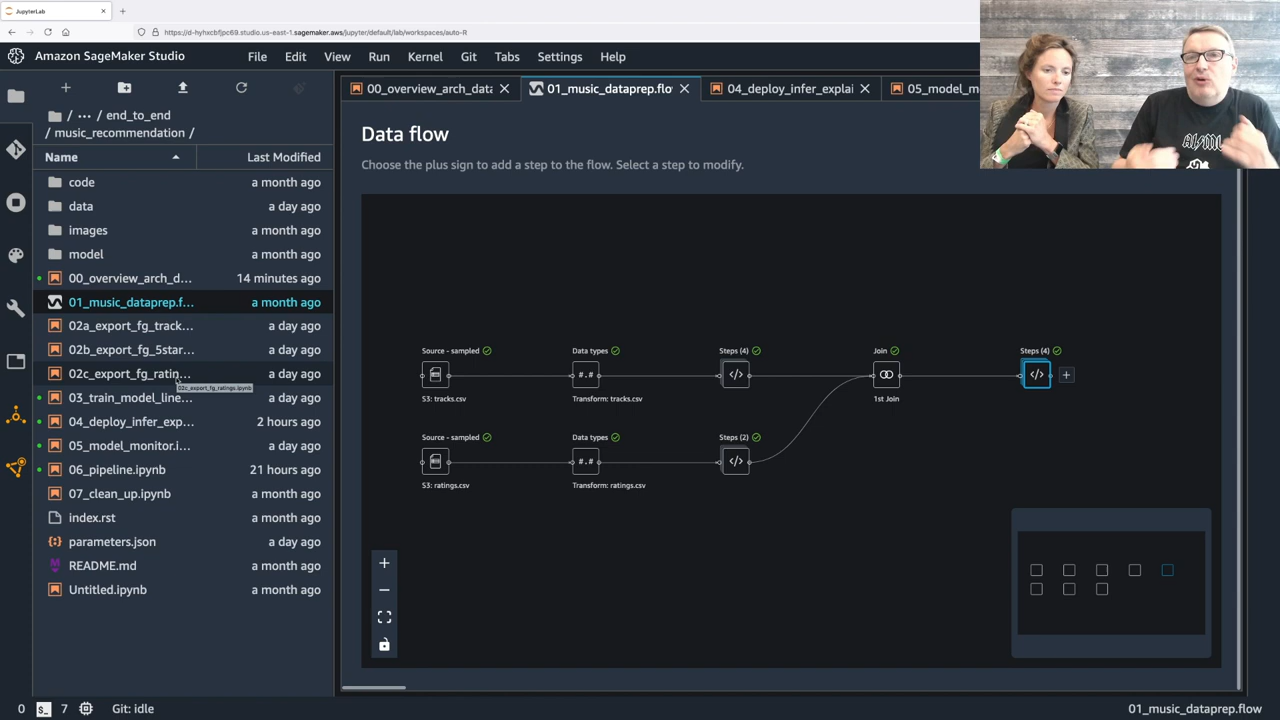 JupyterLab
https://d-hyhxcbfjpc69.studio.us-east-1.sagemaker.aws/jupyter/default/lab/workspaces/auto-R
Amazon SageMaker Studio
File Edit View Run Kernel Git Tabs Settings Help
00_overview_arch_d
01_music_dataprep.flo
04_deploy_infer_explai
05_model_m
/ ··· / end_to_end
/ music_recommendation /
Name Last Modified
code a month ago
data a day ago
images a month ago
model a month ago
00_overview_arch_d... 14 minutes ago
01_music_dataprep.f... a month ago
02a_export_fg_track... a day ago
02b_export_fg_5star... a day ago
02c_export_fg_ratin... a day ago
02c_export_fg_ratings.ipynb
03_train_model_line... a day ago
04_deploy_infer_exp... 2 hours ago
05_model_monitor.i... a day ago
06_pipeline.ipynb 21 hours ago
07_clean_up.ipynb a month ago
index.rst a month ago
parameters.json a day ago
README.md a month ago
Untitled.ipynb a month ago
Data flow
Choose the plus sign to add a step to the flow. Select a step to modify.
Source - sampled Data types Steps (4) Join Steps (4)
#.# </> </>
S3: tracks.csv Transform: tracks.csv 1st Join
Source - sampled Data types Steps (2)
#.# </>
S3: ratings.csv Transform: ratings.csv
0 $_ 7 Git: idle 01_music_dataprep.flow